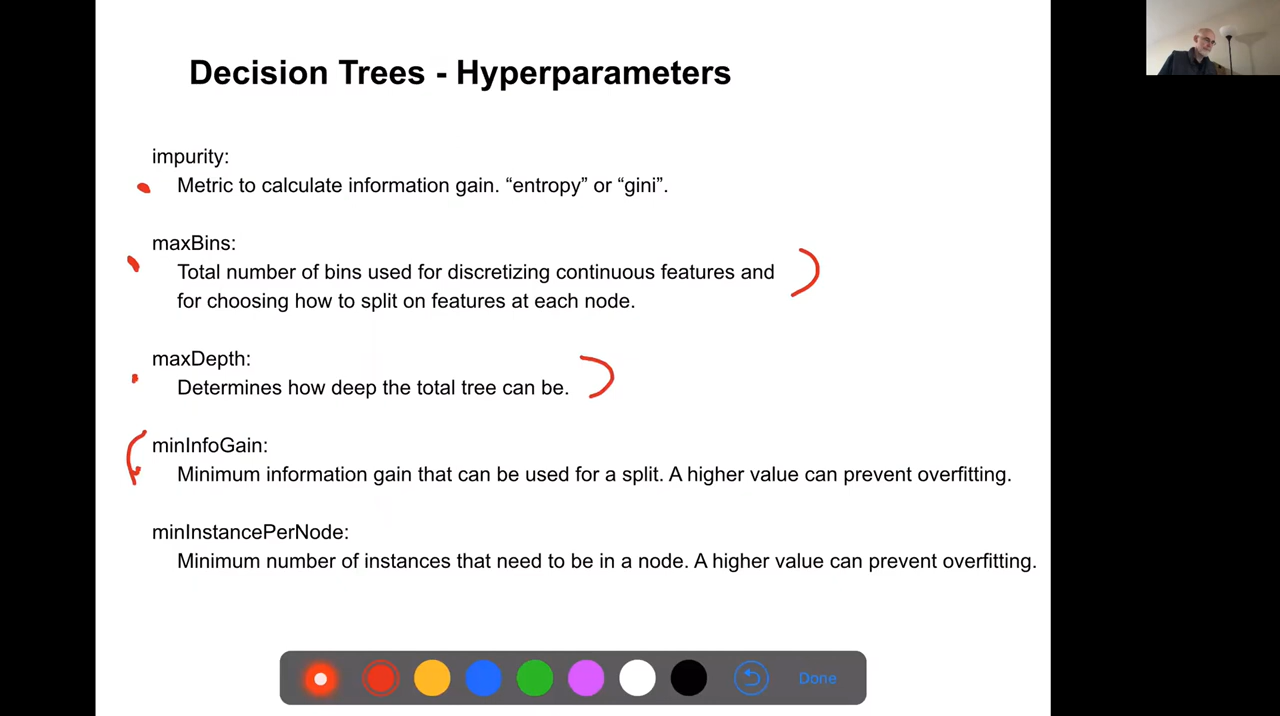 Decision Trees - Hyperparameters
impurity:
Metric to calculate information gain. “entropy” or “gini”.
maxBins:
Total number of bins used for discretizing continuous features and
for choosing how to split on features at each node.
maxDepth:
Determines how deep the total tree can be.
minInfoGain:
Minimum information gain that can be used for a split. A higher value can prevent overfitting.
minInstancePerNode:
Minimum number of instances that need to be in a node. A higher value can prevent overfitting.
Done